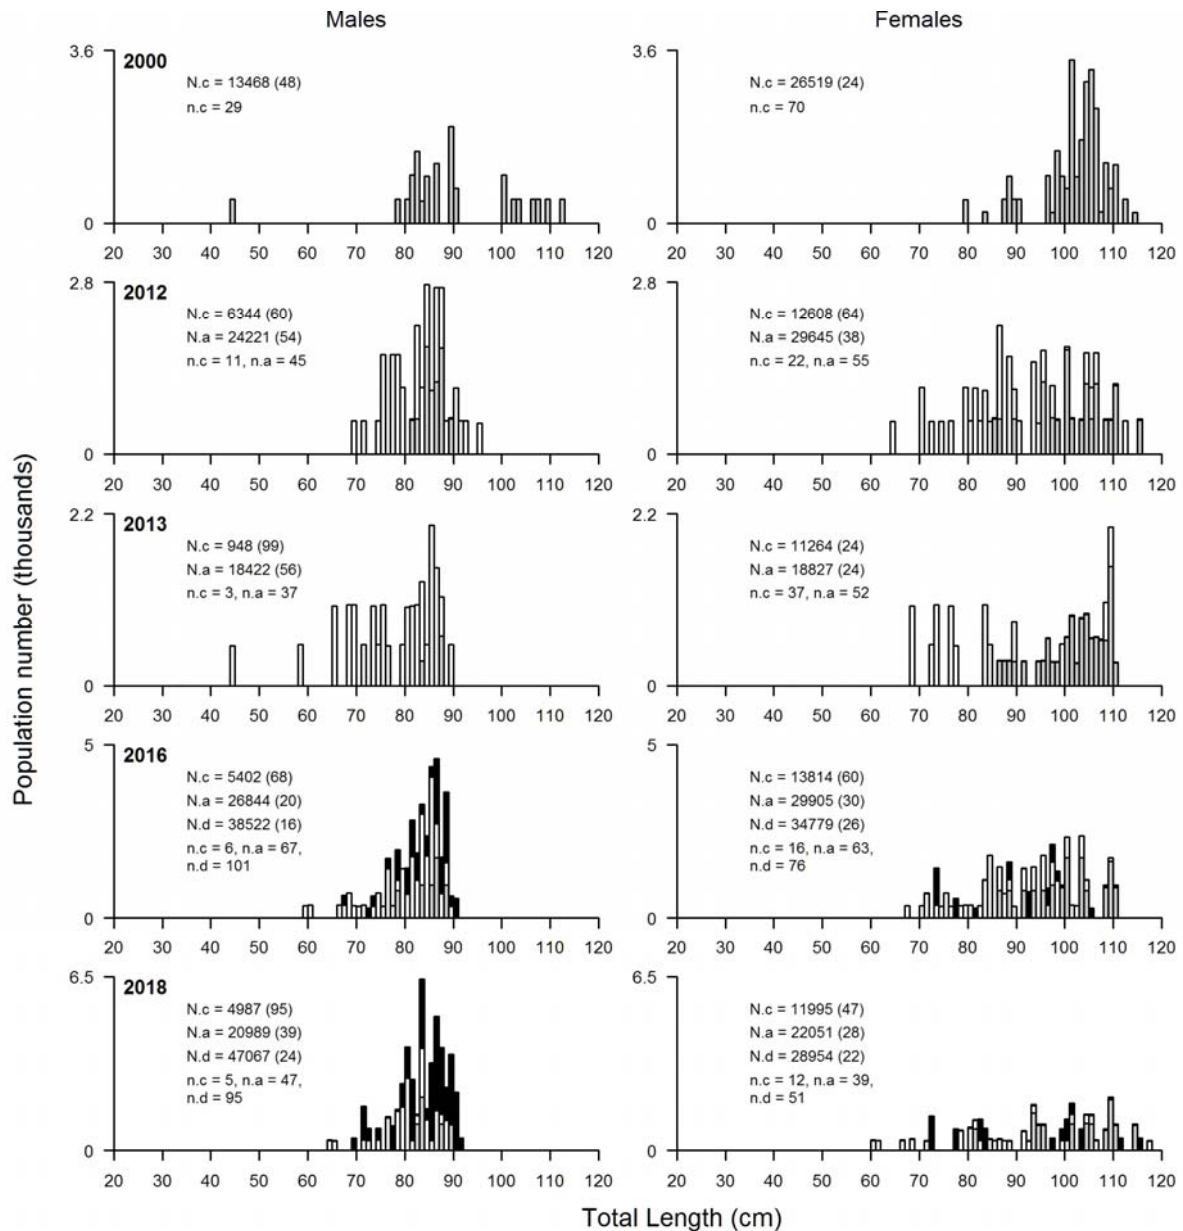 Males Females
3.6 2000
N.c = 13468 (48)
n.c = 29
0
20 30 40 50 60 70 80 90 100 110 120
3.6
N.c = 26519 (24)
n.c = 70
0
20 30 40 50 60 70 80 90 100 110 120
2.8 2012
N.c = 6344 (60)
N.a = 24221 (54)
n.c = 11, n.a = 45
0
20 30 40 50 60 70 80 90 100 110 120
N.c = 12608 (64)
N.a = 29645 (38)
n.c = 22, n.a = 55
2.8
0
20 30 40 50 60 70 80 90 100 110 120
2.2 2013
N.c = 948 (99)
N.a = 18422 (56)
n.c = 3, n.a = 37
0
20 30 40 50 60 70 80 90 100 110 120
2.2
N.c = 11264 (24)
N.a = 18827 (24)
n.c = 37, n.a = 52
0
20 30 40 50 60 70 80 90 100 110 120
5 2016
N.c = 5402 (68)
N.a = 26844 (20)
N.d = 38522 (16)
n.c = 6, n.a = 67,
n.d = 101
0
20 30 40 50 60 70 80 90 100 110 120
5
N.c = 13814 (60)
N.a = 29905 (30)
N.d = 34779 (26)
n.c = 16, n.a = 63,
n.d = 76
0
20 30 40 50 60 70 80 90 100 110 120
6.5 2018
N.c = 4987 (95)
N.a = 20989 (39)
N.d = 47067 (24)
n.c = 5, n.a = 47,
n.d = 95
0
20 30 40 50 60 70 80 90 100 110 120
6.5
N.c = 11995 (47)
N.a = 22051 (28)
N.d = 28954 (22)
n.c = 12, n.a = 39,
n.d = 51
0
20 30 40 50 60 70 80 90 100 110 120
Population number (thousands)
Total Length (cm)